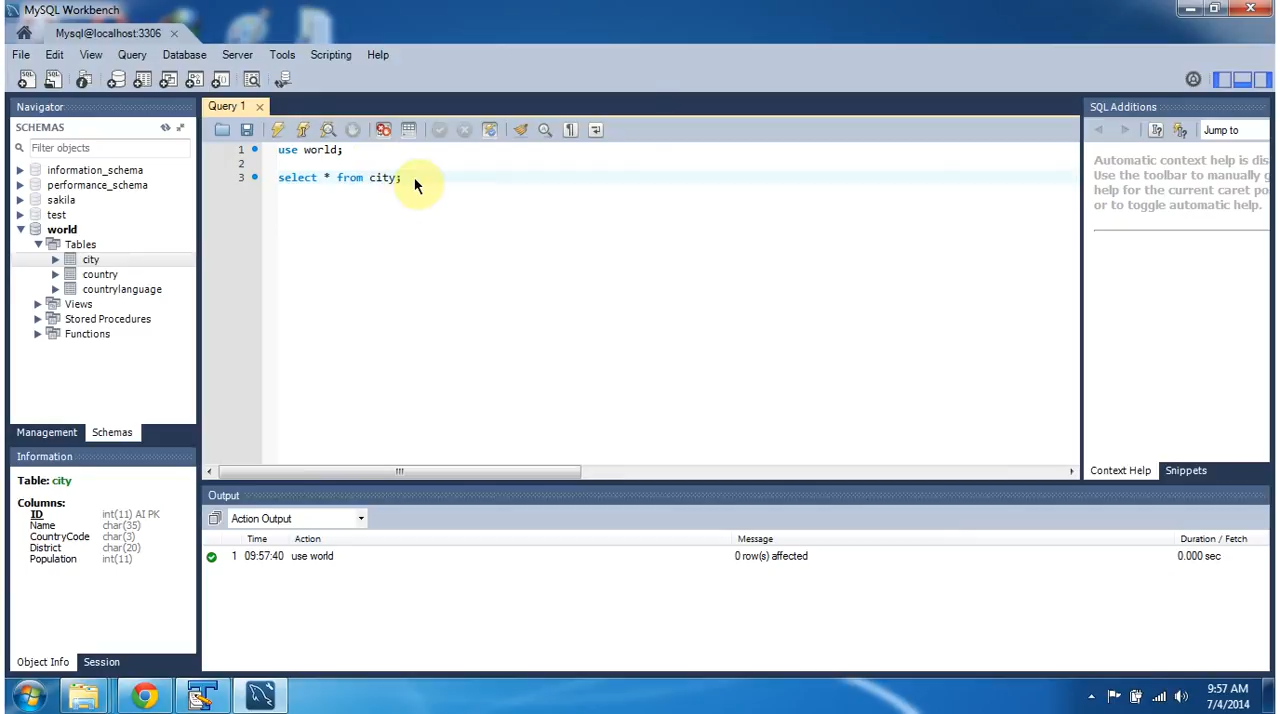 MySQL Workbench
Mysql@localhost:3306
File Edit View Query Database Server Tools Scripting Help
Navigator
SCHEMAS
Filter objects
information_schema
performance_schema
sakila
test
world
Tables
city
country
countrylanguage
Views
Stored Procedures
Functions
Management Schemas
Information
Table: city
Columns:
ID int(11) AI PK
Name char(35)
CountryCode char(3)
District char(20)
Population int(11)
Object Info Session
Query 1
1 use world;
2
3 select * from city;
SQL Additions
Jump to
Automatic context help is dis
Use the toolbar to manually g
help for the current caret pos
or to toggle automatic help.
Context Help Snippets
Output
Action Output
Time Action Message Duration / Fetch
1 09:57:40 use world 0 row(s) affected 0.000 sec
9:57 AM
7/4/2014